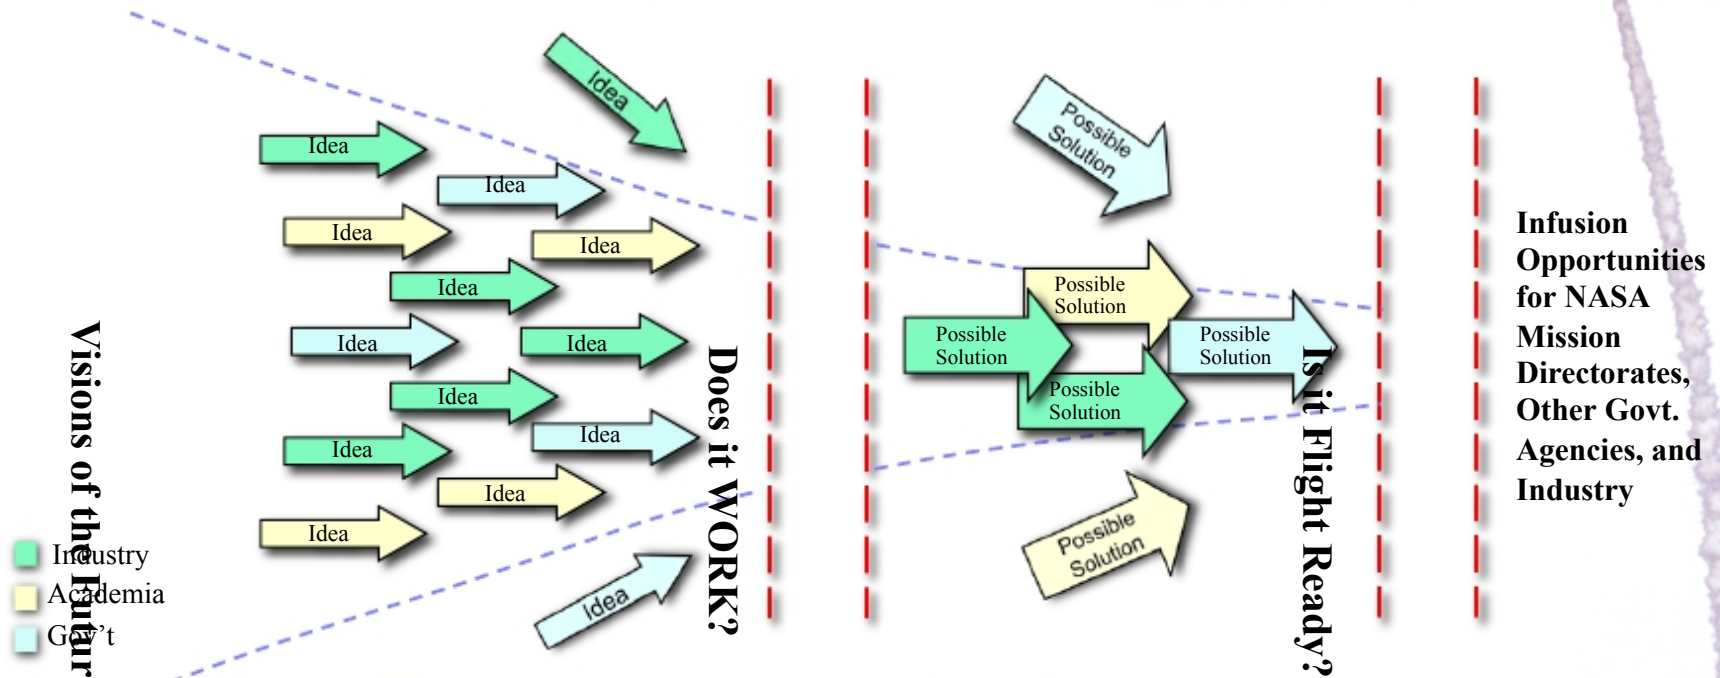 Visions of the Futur
Industry
Academia
Gov't
Idea
Idea
Idea
Idea
Idea
Idea
Idea
Idea
Idea
Idea
Idea
Idea
Idea
Idea
Does it WORK?
Possible
Solution
Possible
Solution
Possible
Solution
Possible
Solution
Possible
Solution
Possible
Solution
Is it Flight Ready?
Infusion
Opportunities
for NASA
Mission
Directorates,
Other Govt.
Agencies, and
Industry